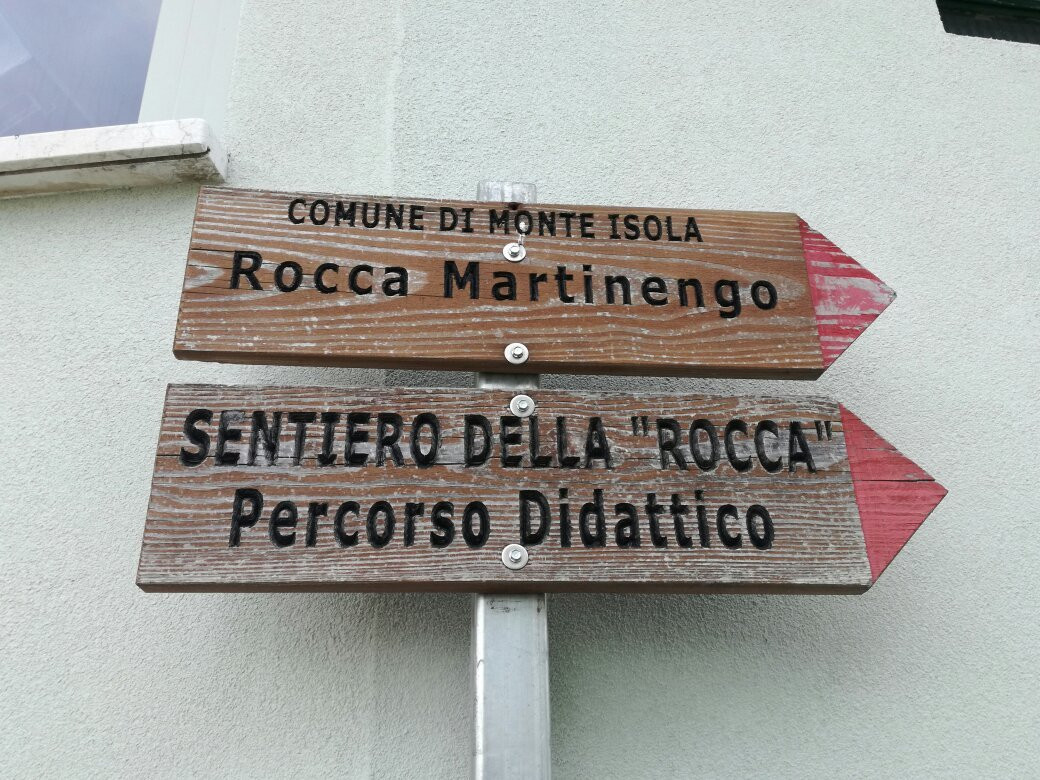 COMUNE DI MONTE ISOLA
Rocca Martinengo
SENTIERO DELLA "ROCCA"
Percorso Didattico